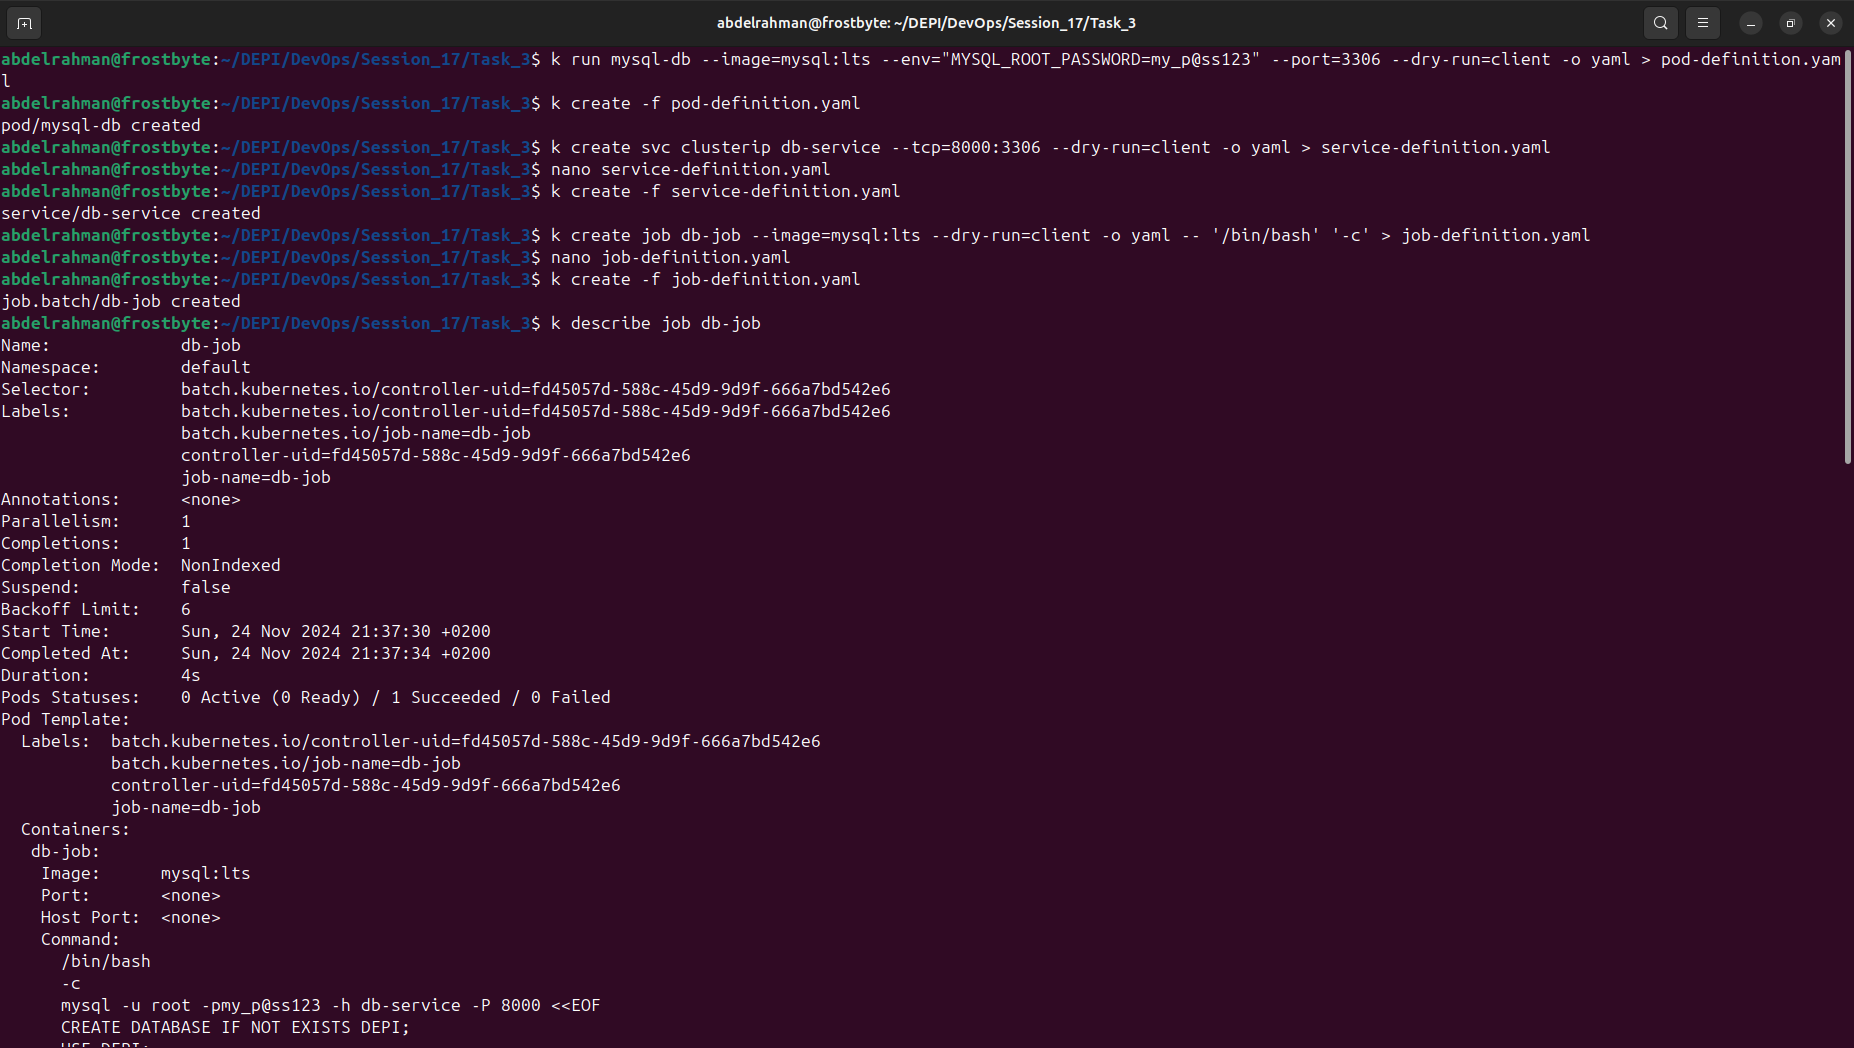 abdelrahman@frostbyte: ~/DEPI/DevOps/Session_17/Task_3
abdelrahman@frostbyte:~/DEPI/DevOps/Session_17/Task_3$ k run mysql-db --image=mysql:lts --env="MYSQL_ROOT_PASSWORD=my_p@ss123" --port=3306 --dry-run=client -o yaml > pod-definition.yam
l
abdelrahman@frostbyte:~/DEPI/DevOps/Session_17/Task_3$ k create -f pod-definition.yaml
pod/mysql-db created
abdelrahman@frostbyte:~/DEPI/DevOps/Session_17/Task_3$ k create svc clusterip db-service --tcp=8000:3306 --dry-run=client -o yaml > service-definition.yaml
abdelrahman@frostbyte:~/DEPI/DevOps/Session_17/Task_3$ nano service-definition.yaml
abdelrahman@frostbyte:~/DEPI/DevOps/Session_17/Task_3$ k create -f service-definition.yaml
service/db-service created
abdelrahman@frostbyte:~/DEPI/DevOps/Session_17/Task_3$ k create job db-job --image=mysql:lts --dry-run=client -o yaml -- '/bin/bash' '-c' > job-definition.yaml
abdelrahman@frostbyte:~/DEPI/DevOps/Session_17/Task_3$ nano job-definition.yaml
abdelrahman@frostbyte:~/DEPI/DevOps/Session_17/Task_3$ k create -f job-definition.yaml
job.batch/db-job created
abdelrahman@frostbyte:~/DEPI/DevOps/Session_17/Task_3$ k describe job db-job
Name:             db-job
Namespace:        default
Selector:         batch.kubernetes.io/controller-uid=fd45057d-588c-45d9-9d9f-666a7bd542e6
Labels:           batch.kubernetes.io/controller-uid=fd45057d-588c-45d9-9d9f-666a7bd542e6
                  batch.kubernetes.io/job-name=db-job
                  controller-uid=fd45057d-588c-45d9-9d9f-666a7bd542e6
                  job-name=db-job
Annotations:      <none>
Parallelism:      1
Completions:      1
Completion Mode:  NonIndexed
Suspend:          false
Backoff Limit:    6
Start Time:       Sun, 24 Nov 2024 21:37:30 +0200
Completed At:     Sun, 24 Nov 2024 21:37:34 +0200
Duration:         4s
Pods Statuses:    0 Active (0 Ready) / 1 Succeeded / 0 Failed
Pod Template:
  Labels:  batch.kubernetes.io/controller-uid=fd45057d-588c-45d9-9d9f-666a7bd542e6
           batch.kubernetes.io/job-name=db-job
           controller-uid=fd45057d-588c-45d9-9d9f-666a7bd542e6
           job-name=db-job
  Containers:
   db-job:
    Image:      mysql:lts
    Port:       <none>
    Host Port:  <none>
    Command:
      /bin/bash
      -c
      mysql -u root -pmy_p@ss123 -h db-service -P 8000 <<EOF
      CREATE DATABASE IF NOT EXISTS DEPI;
      USE DEPI;